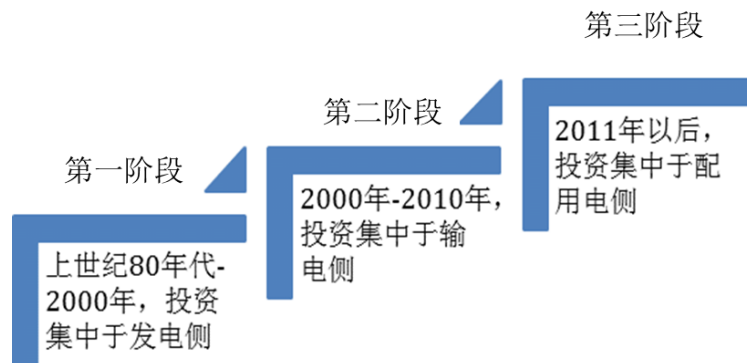 第一阶段
上世纪80年代-
2000年，投资
集中于发电侧
第二阶段
2000年-2010年，
投资集中于输
电侧
第三阶段
2011年以后，
投资集中于配
用电侧